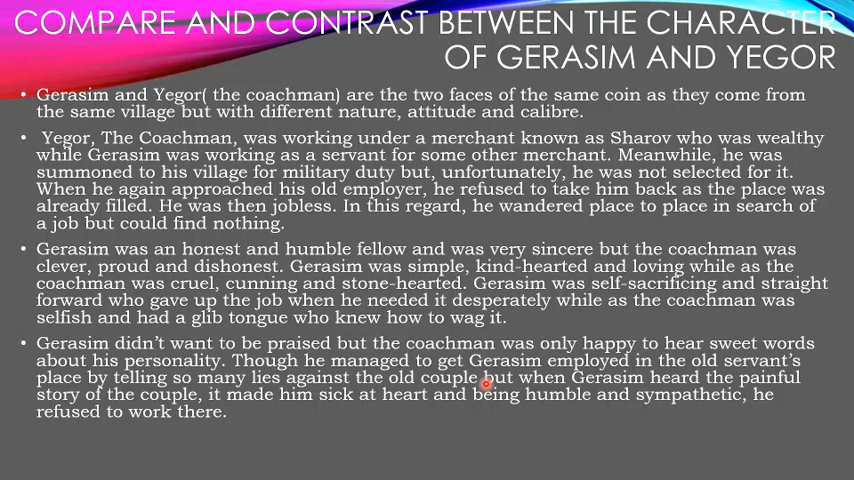 COMPARE AND CONTRAST BETWEEN THE CHARACTER
OF GERASIM AND YEGOR
• Gerasim and Yegor( the coachman) are the two faces of the same coin as they come from
the same village but with different nature, attitude and calibre.
• Yegor, The Coachman, was working under a merchant known as Sharov who was wealthy
while Gerasim was working as a servant for some other merchant. Meanwhile, he was
summoned to his village for military duty but, unfortunately, he was not selected for it.
When he again approached his old employer, he refused to take him back as the place was
already filled. He was then jobless. In this regard, he wandered place to place in search of
a job but could find nothing.
• Gerasim was an honest and humble fellow and was very sincere but the coachman was
clever, proud and dishonest. Gerasim was simple, kind-hearted and loving while as the
coachman was cruel, cunning and stone-hearted. Gerasim was self-sacrificing and straight
forward who gave up the job when he needed it desperately while as the coachman was
selfish and had a glib tongue who knew how to wag it.
• Gerasim didn't want to be praised but the coachman was only happy to hear sweet words
about his personality. Though he managed to get Gerasim employed in the old servant's
place by telling so many lies against the old couple but when Gerasim heard the painful
story of the couple, it made him sick at heart and being humble and sympathetic, he
refused to work there.